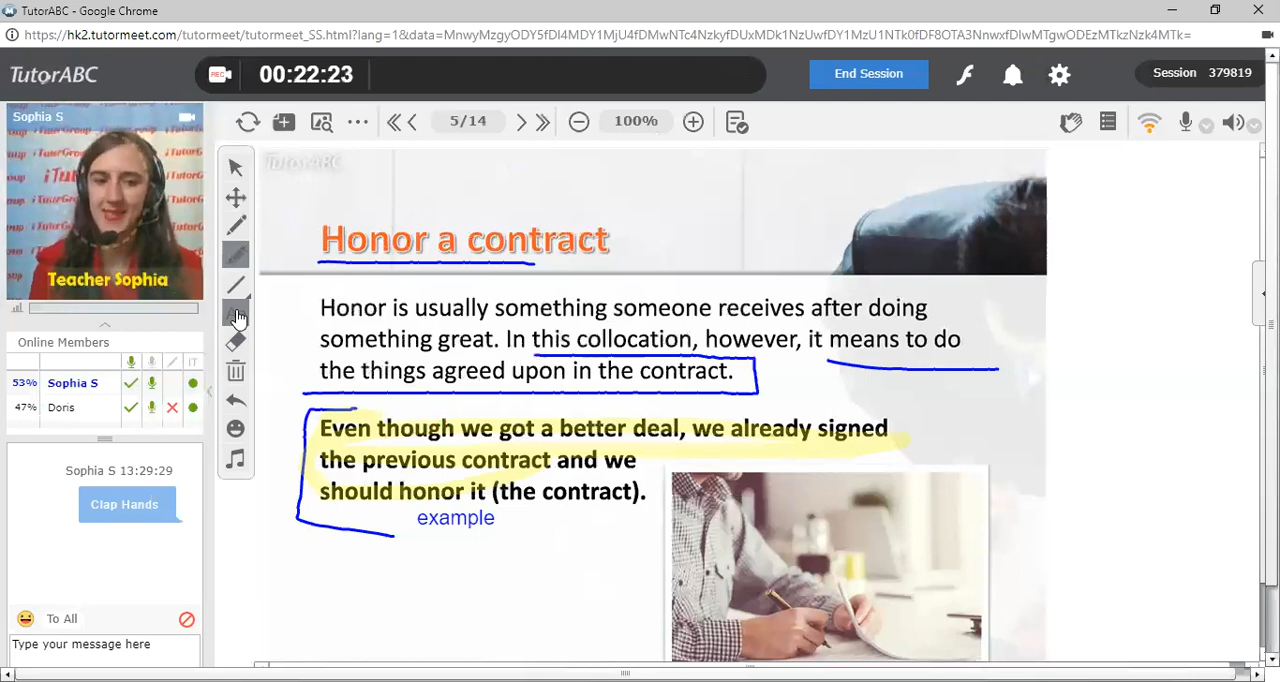 TutorABC - Google Chrome
https://hk2.tutormeet.com/tutormeet/tutormeet_SS.html?lang=1&data=MnwyMzgyODY5fDI4MDY1MjU4fDMwNTc4NzkyfDUxMDk1NzUwfDY1MzU1NTk0fDF8OTA3NnwxfDIwMTgwODEzMTkzNzk4MTk=
TutorABC
REC
00:22:23
End Session
Session 379819
Sophia S
Teacher Sophia
5/14
100%
TutorABC
Honor a contract
Honor is usually something someone receives after doing
something great. In this collocation, however, it means to do
the things agreed upon in the contract.
Even though we got a better deal, we already signed
the previous contract and we
should honor it (the contract).
example
Online Members
IT
53% Sophia S
47% Doris
Sophia S 13:29:29
Clap Hands
To All
Type your message here